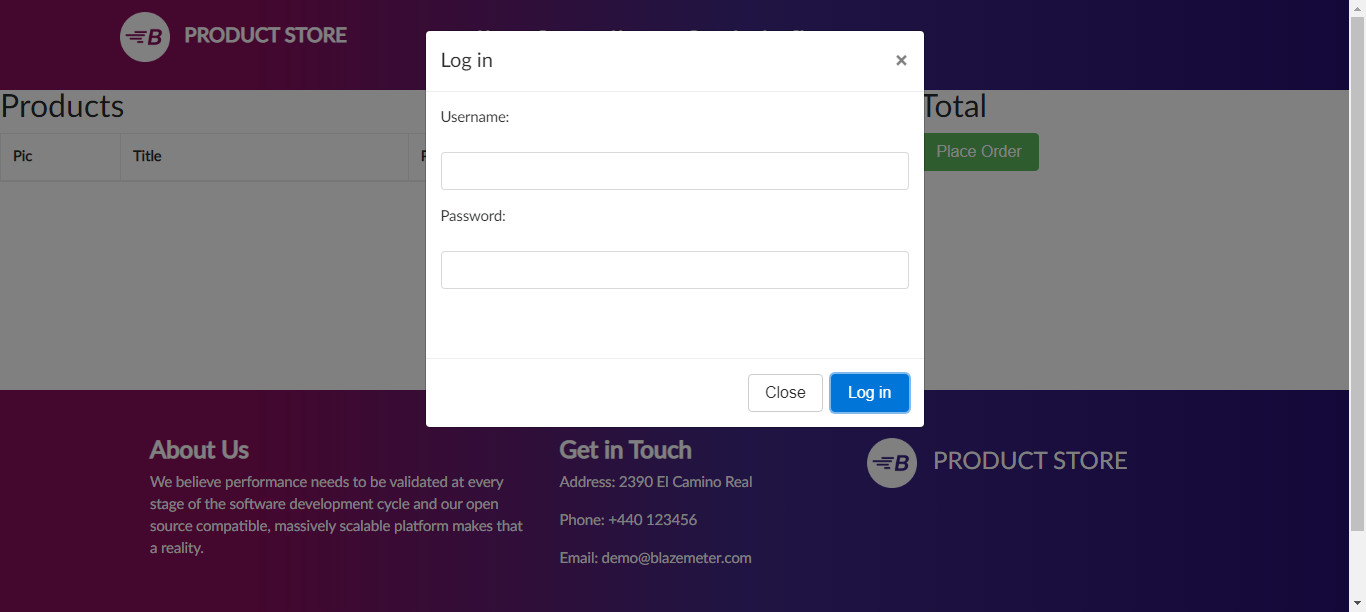 B PRODUCT STORE
Log in ×
Products
Total
Username:
Pic Title
Place Order
Password:
Close Log in
About Us
We believe performance needs to be validated at every
stage of the software development cycle and our open
source compatible, massively scalable platform makes that
a reality.
Get in Touch
Address: 2390 El Camino Real
Phone: +440 123456
Email: demo@blazemeter.com
B PRODUCT STORE